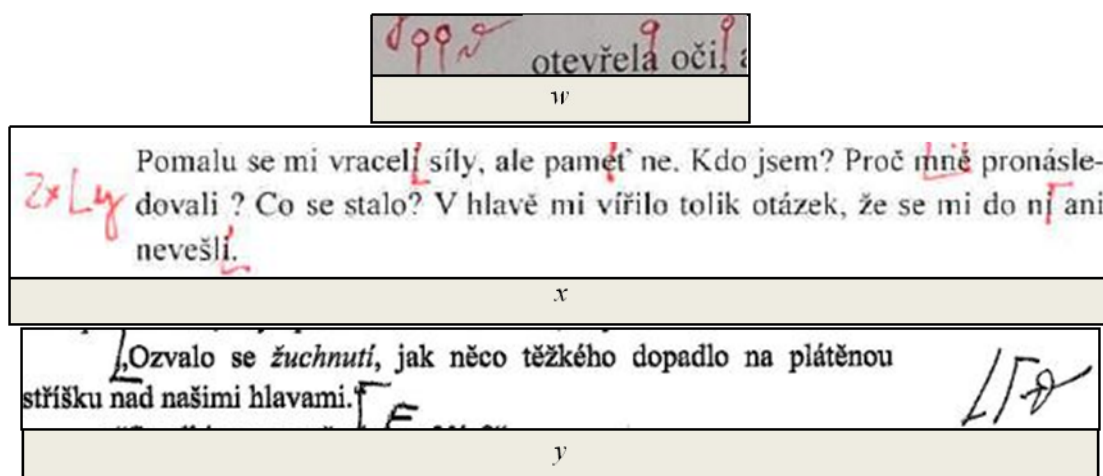 otevřela oči,
w
Pomalu se mi vraceli síly, ale paměť ne. Kdo jsem? Proč mně pronásle-
2x y dovali ? Co se stalo? V hlavě mi vířilo tolik otázek, že se mi do ní ani
nevešli.
x
„Ozvalo se žuchnutí, jak něco těžkého dopadlo na plátěnou
stříšku nad našimi hlavami.“
y